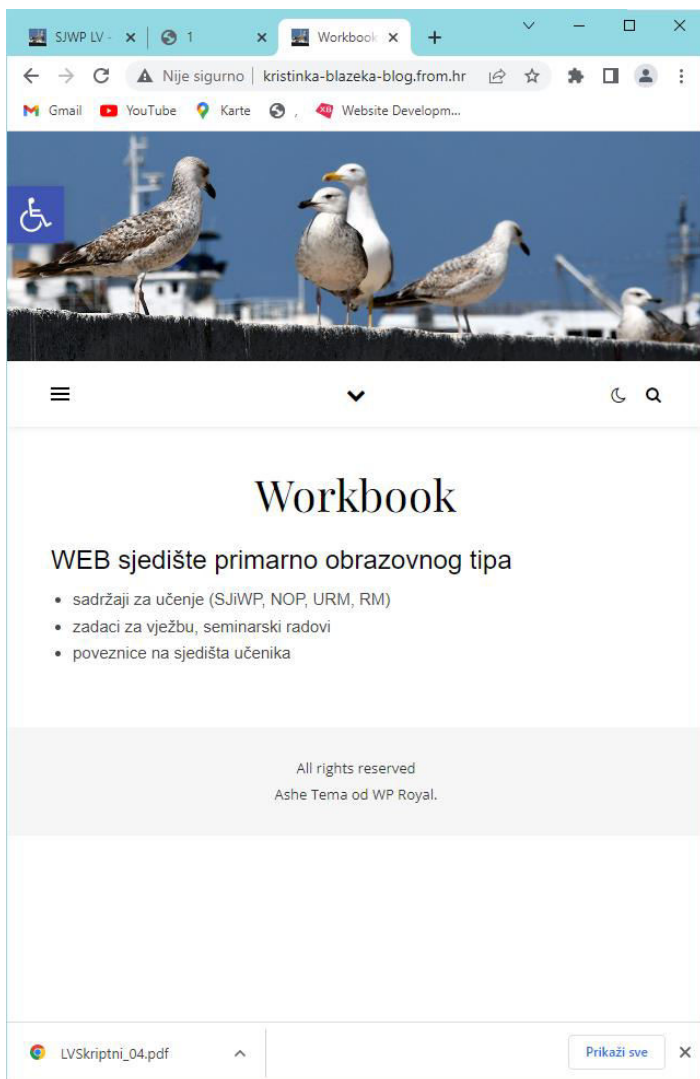 SJWP LV -
1
Workbook
Nije sigurno
kristinka-blazeka-blog.from.hr
Gmail
YouTube
Karte
,
XB
Website Developm...
Workbook
WEB sjedište primarno obrazovnog tipa
sadržaji za učenje (SJiWP, NOP, URM, RM)
zadaci za vježbu, seminarski radovi
poveznice na sjedišta učenika
All rights reserved
Ashe Tema od WP Royal.
LVSkriptni_04.pdf
Prikaži sve